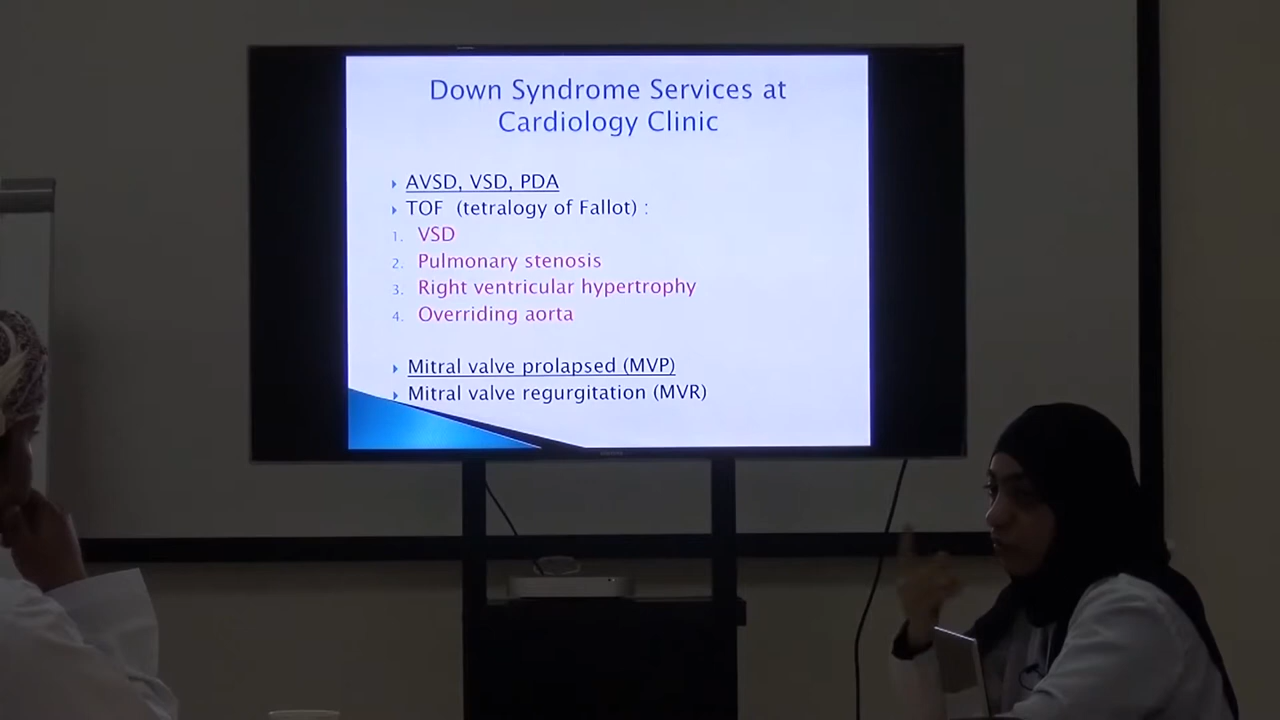 Down Syndrome Services at
Cardiology Clinic
AVSD, VSD, PDA
TOF (tetralogy of Fallot) :
1. VSD
2. Pulmonary stenosis
3. Right ventricular hypertrophy
4. Overriding aorta
Mitral valve prolapsed (MVP)
Mitral valve regurgitation (MVR)